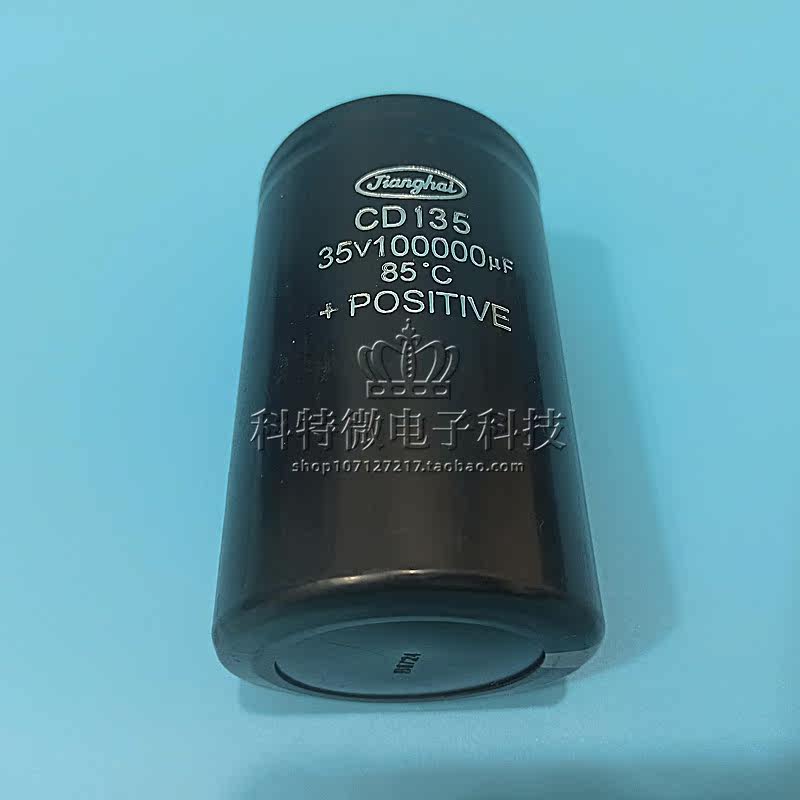 Jianghai
CD135
35V100000µF
85°C
+ POSITIVE
科特微电子科技
shop107127217.taobao.com